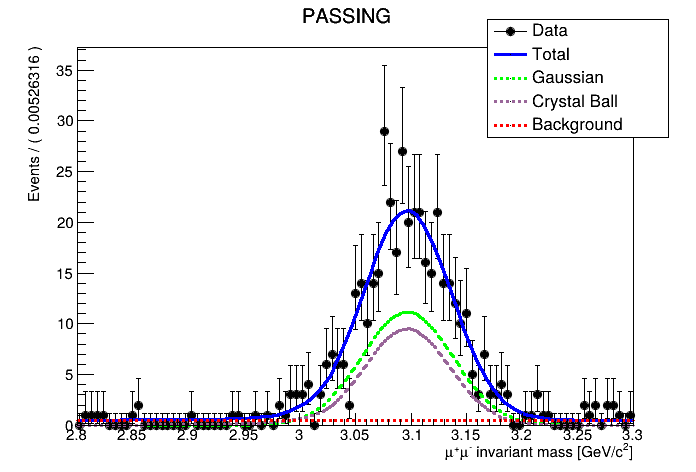 PASSING
Data
Total
Gaussian
Crystal Ball
Background
Events / ( 0.00526316 )
35
30
25
20
15
10
5
0
2.8 2.85 2.9 2.95 3 3.05 3.1 3.15 3.2 3.25 3.3
μ⁺μ⁻ invariant mass [GeV/c²]